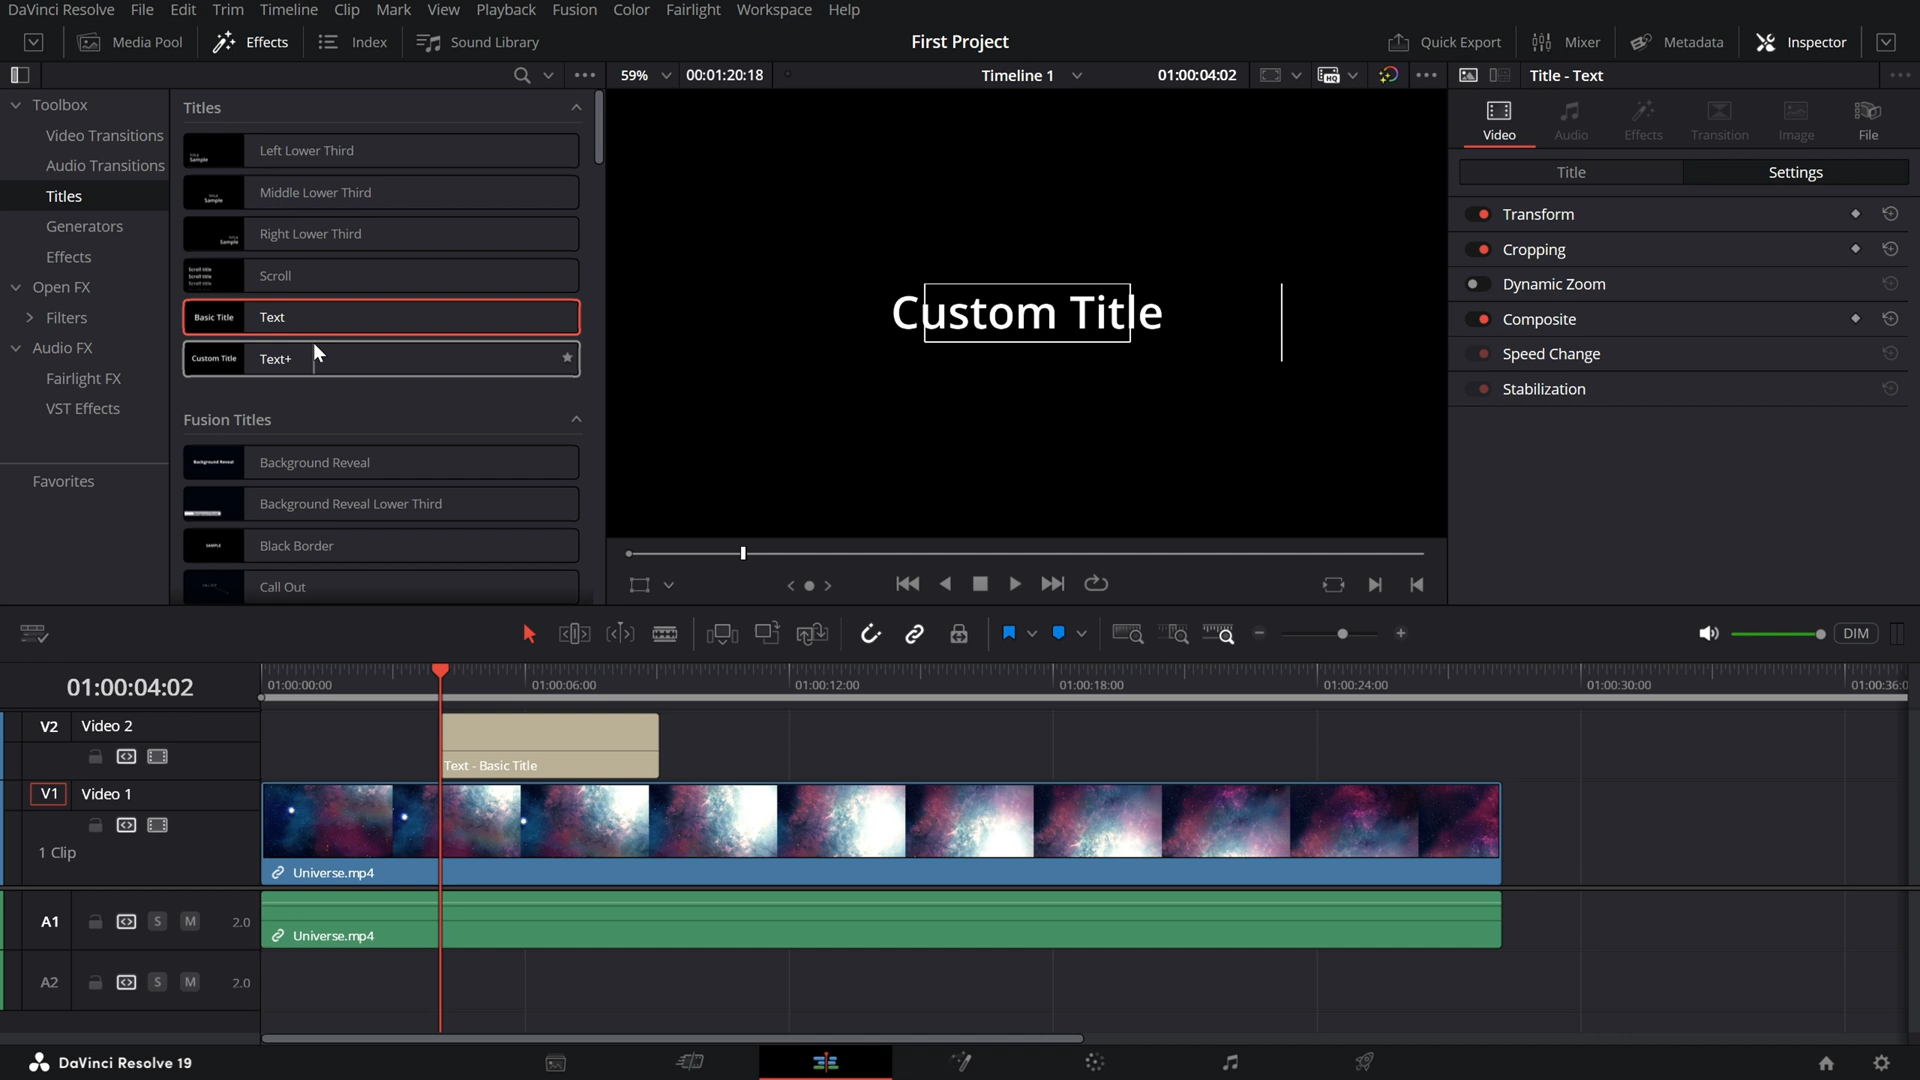 DaVinci Resolve File Edit Trim Timeline Clip Mark View Playback Fusion Color Fairlight Workspace Help
Media Pool Effects Index Sound Library First Project Quick Export Mixer Metadata Inspector
59% 00:01:20:18 Timeline 1 01:00:04:02 HQ Title - Text
Toolbox
Video Transitions
Audio Transitions
Titles
Generators
Effects
Open FX
Filters
Audio FX
Fairlight FX
VST Effects
Favorites
Titles
Left Lower Third
Middle Lower Third
Right Lower Third
Scroll
Basic Title Text
Custom Title Text+
Fusion Titles
Background Reveal Background Reveal
Background Reveal Lower Third
Black Border
Call Out
Custom Title
Video Audio Effects Transition Image File
Title Settings
Transform
Cropping
Dynamic Zoom
Composite
Speed Change
Stabilization
DIM
01:00:04:02
01:00:00:00 01:00:06:00 01:00:12:00 01:00:18:00 01:00:24:00 01:00:30:00 01:00:36:0
V2 Video 2
Text - Basic Title
V1 Video 1
1 Clip
Universe.mp4
A1 S M 2.0
Universe.mp4
A2 S M 2.0
DaVinci Resolve 19